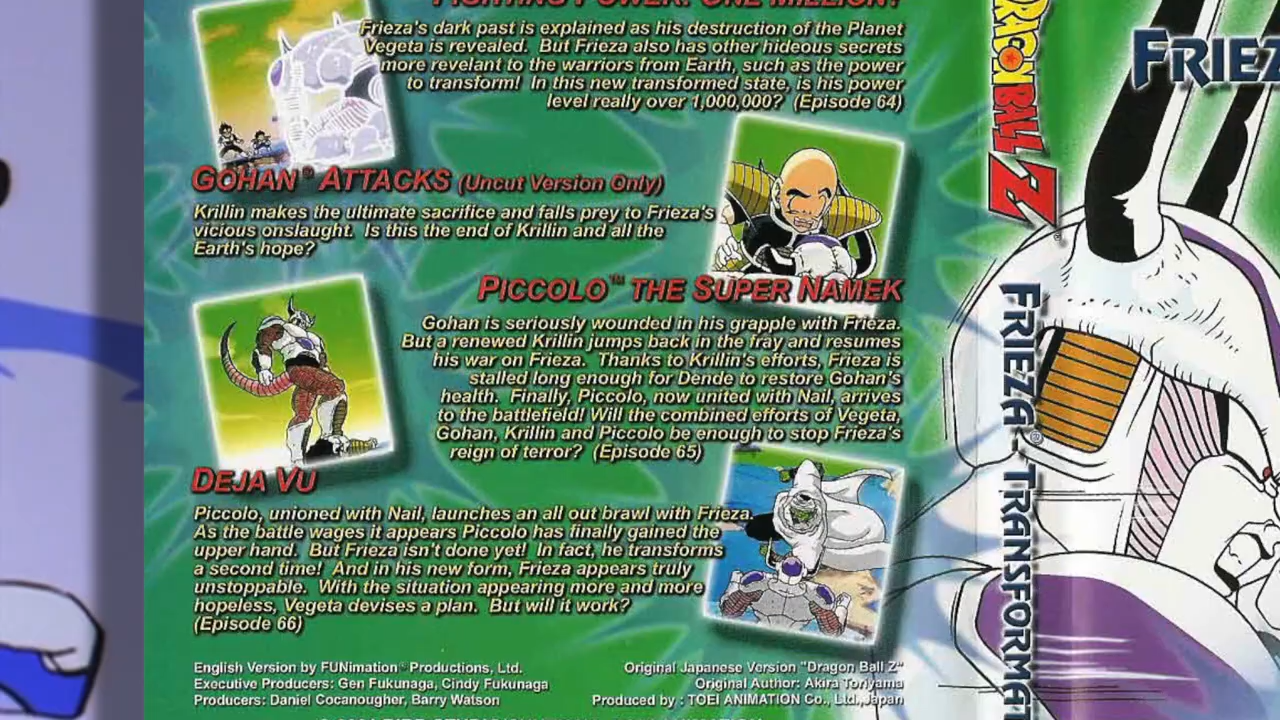 FIGHTING POWER: ONE MILLION?
Frieza's dark past is explained as his destruction of the Planet
Vegeta is revealed. But Frieza also has other hideous secrets
more revelant to the warriors from Earth, such as the power
to transform! In this new transformed state, is his power
level really over 1,000,000? (Episode 64)
GOHAN™ ATTACKS (Uncut Version Only)
Krillin makes the ultimate sacrifice and falls prey to Frieza's
vicious onslaught. Is this the end of Krillin and all the
Earth's hope?
PICCOLO™ THE SUPER NAMEK
Gohan is seriously wounded in his grapple with Frieza.
But a renewed Krillin jumps back in the fray and resumes
his war on Frieza. Thanks to Krillin's efforts, Frieza is
stalled long enough for Dende to restore Gohan's
health. Finally, Piccolo, now united with Nail, arrives
to the battlefield! Will the combined efforts of Vegeta,
Gohan, Krillin and Piccolo be enough to stop Frieza's
reign of terror? (Episode 65)
DEJA VU
Piccolo, unioned with Nail, launches an all out brawl with Frieza.
As the battle wages it appears Piccolo has finally gained the
upper hand. But Frieza isn't done yet! In fact, he transforms
a second time! And in his new form, Frieza appears truly
unstoppable. With the situation appearing more and more
hopeless, Vegeta devises a plan. But will it work?
(Episode 66)
English Version by FUNimation® Productions, Ltd.
Executive Producers: Gen Fukunaga, Cindy Fukunaga
Producers: Daniel Cocanougher, Barry Watson
Original Japanese Version "Dragon Ball Z"
Original Author: Akira Toriyama
Produced by : TOEI ANIMATION Co., Ltd.,Japan
DRAGON BALL Z
FRIEZA® - TRANSFORMAT
FRIEZ